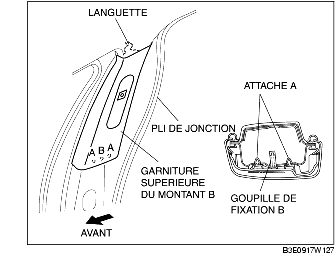 LANGUETTE
ATTACHE A
PLI DE JONCTION
A B A
GARNITURE
SUPERIEURE
DU MONTANT B
GOUPILLE DE
FIXATION B
AVANT
B3E0917W127